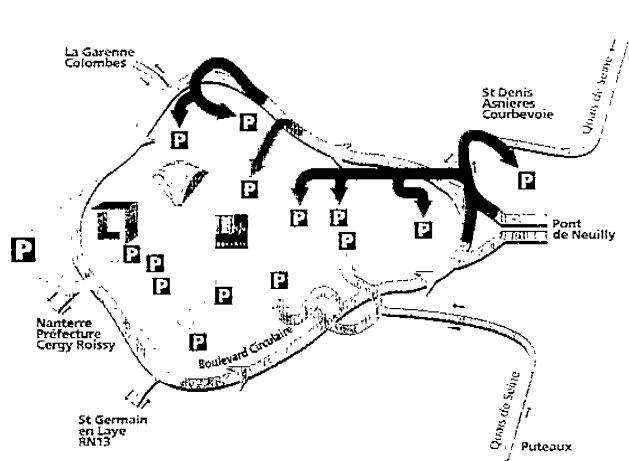 La Garenne
Colombes
St Denis
Asnieres
Courbevoie
Quais de Seine
P
P
P
P
P
P
P
Pont
de Neuilly
P
P
P
P
P
P
P
P
Nanterre
Préfecture
Cergy Roissy
P
Boulevard Circulaire
St Germain
en Laye
RN13
Quais de Seine
Puteaux